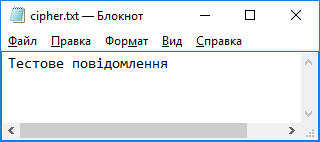 cipher.txt — Блокнот
Файл Правка Формат Вид Справка
Тестове повідомлення